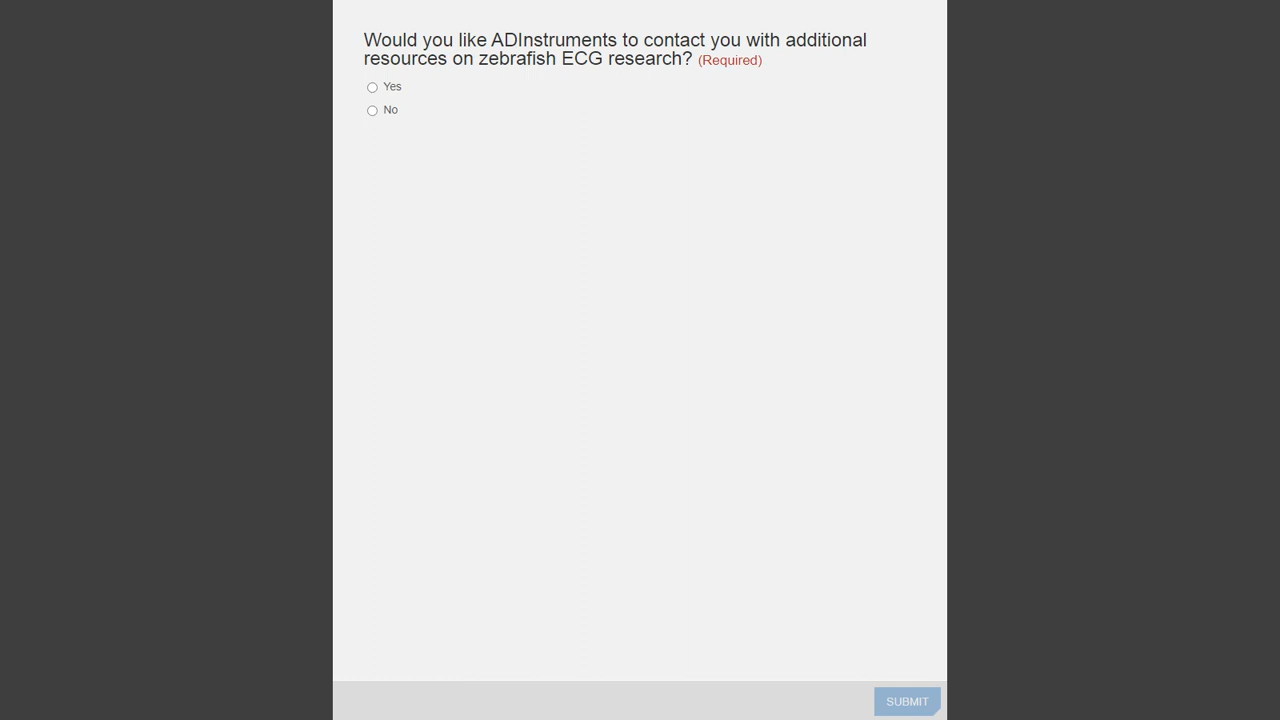 Would you like ADInstruments to contact you with additional
resources on zebrafish ECG research? (Required)
Yes
No
SUBMIT